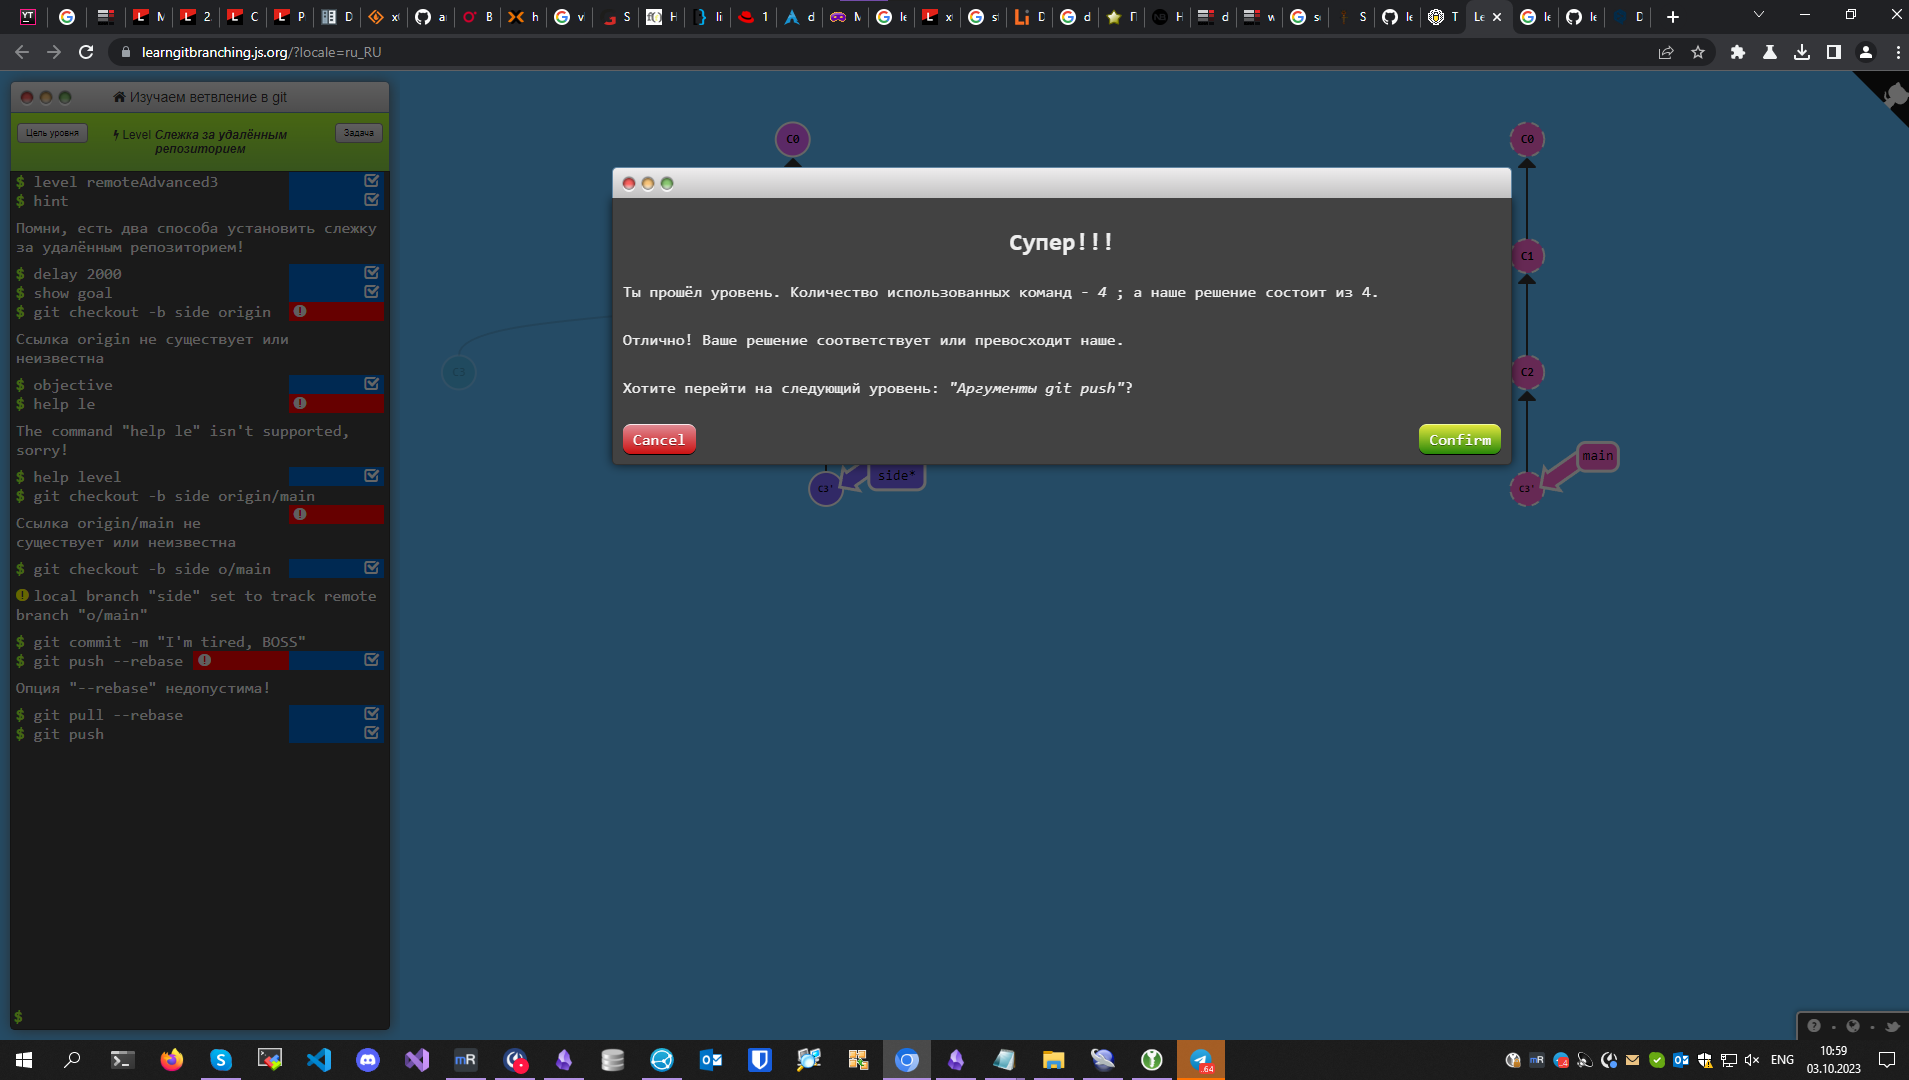 learngitbranching.js.org/?locale=ru_RU
Изучаем ветвление в git
Цель уровня
Level Слежка за удалённым репозиторием
Задача
$ level remoteAdvanced3
$ hint
Помни, есть два способа установить слежку
за удалённым репозиторием!
$ delay 2000
$ show goal
$ git checkout -b side origin
Ссылка origin не существует или
неизвестна
$ objective
$ help le
The command "help le" isn't supported,
sorry!
$ help level
$ git checkout -b side origin/main
Ссылка origin/main не
существует или неизвестна
$ git checkout -b side o/main
local branch "side" set to track remote
branch "o/main"
$ git commit -m "I'm tired, BOSS"
$ git push --rebase
Опция "--rebase" недопустима!
$ git pull --rebase
$ git push
$
C0
C3
Супер!!!
Ты прошёл уровень. Количество использованных команд - 4 ; а наше решение состоит из 4.
Отлично! Ваше решение соответствует или превосходит наше.
Хотите перейти на следующий уровень: "Аргументы git push"?
Cancel
Confirm
C3'
side*
C0
C1
C2
C3'
main
ENG
10:59
03.10.2023